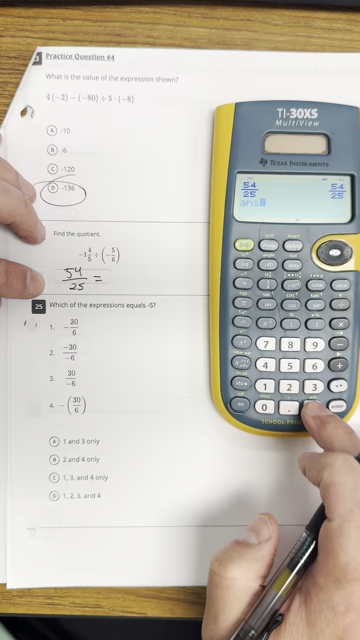 Practice Question #4
What is the value of the expression shown?
4 (−2) − (−80) ÷ 5 · (−8)
A -10
B -6
C -120
D -136
Find the quotient.
−1 4/5 ÷ (−5/6)
54/25 =
25 Which of the expressions equals -5?
1. −30/6
2. −30/−6
3. 30/−6
4. −(30/6)
A 1 and 3 only
B 2 and 4 only
C 1, 3, and 4 only
D 1, 2, 3, and 4
TI-30XS
MultiView
TEXAS INSTRUMENTS
54/25 54/25
ans
7 8 9
4 5 6
1 2 3
0 .
enter